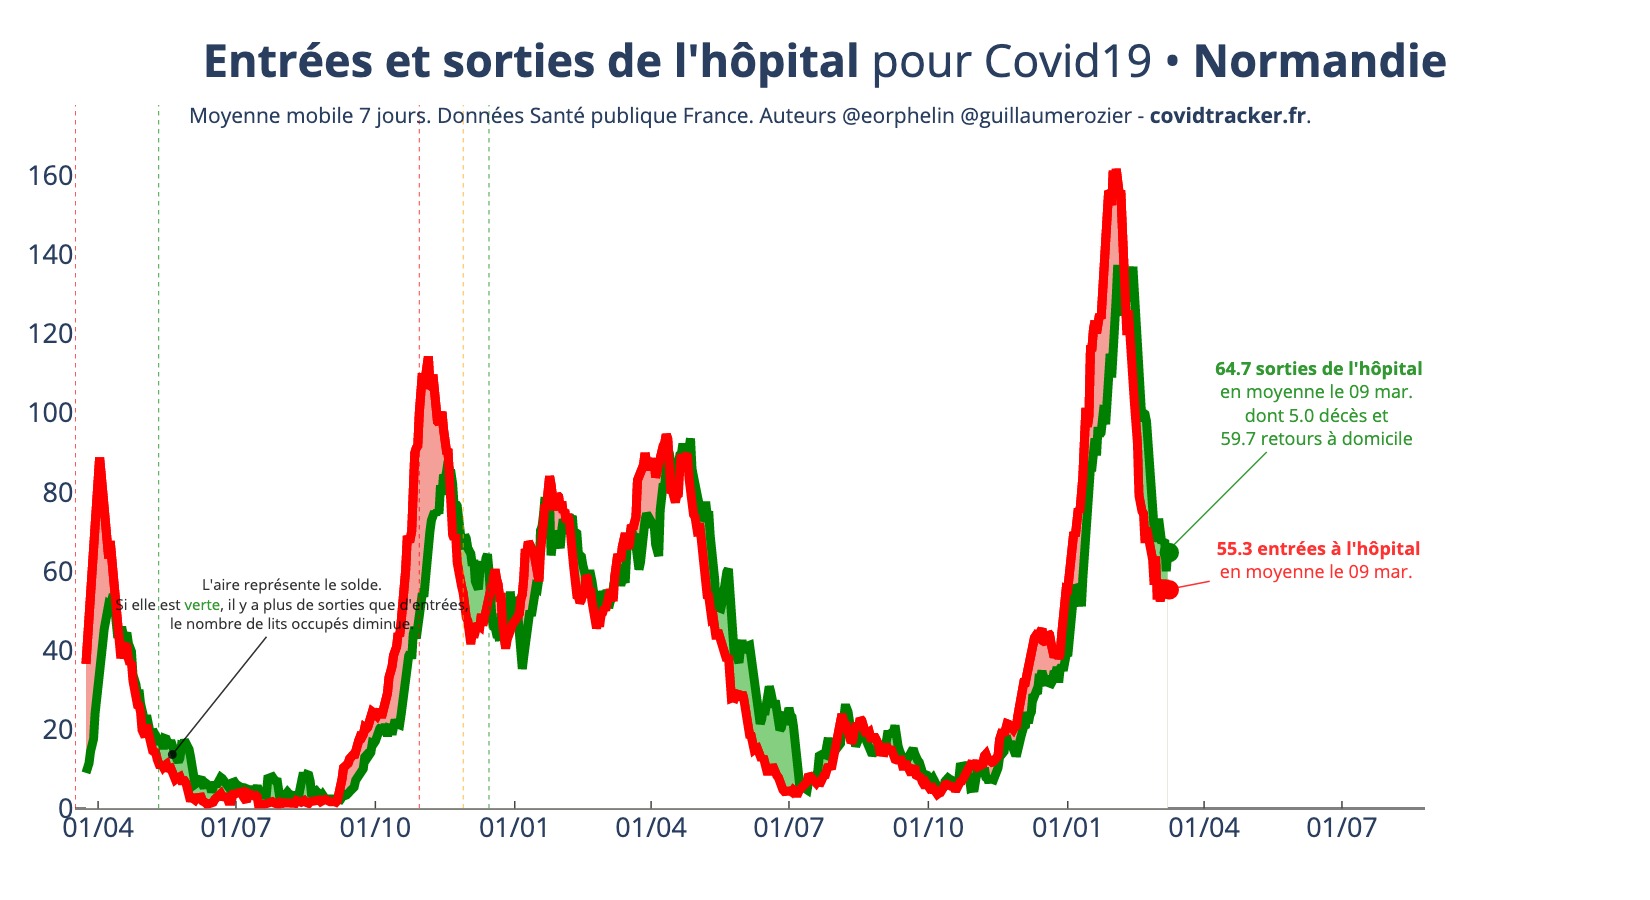 Entrées et sorties de l'hôpital pour Covid19 • Normandie
Moyenne mobile 7 jours. Données Santé publique France. Auteurs @eorphelin @guillaumerozier - covidtracker.fr.
160
140
120
100
80
60
40
20
0
64.7 sorties de l'hôpital
en moyenne le 09 mar.
dont 5.0 décès et
59.7 retours à domicile
55.3 entrées à l'hôpital
en moyenne le 09 mar.
L'aire représente le solde.
Si elle est verte, il y a plus de sorties que d'entrées,
le nombre de lits occupés diminue.
01/04 01/07 01/10 01/01 01/04 01/07 01/10 01/01 01/04 01/07